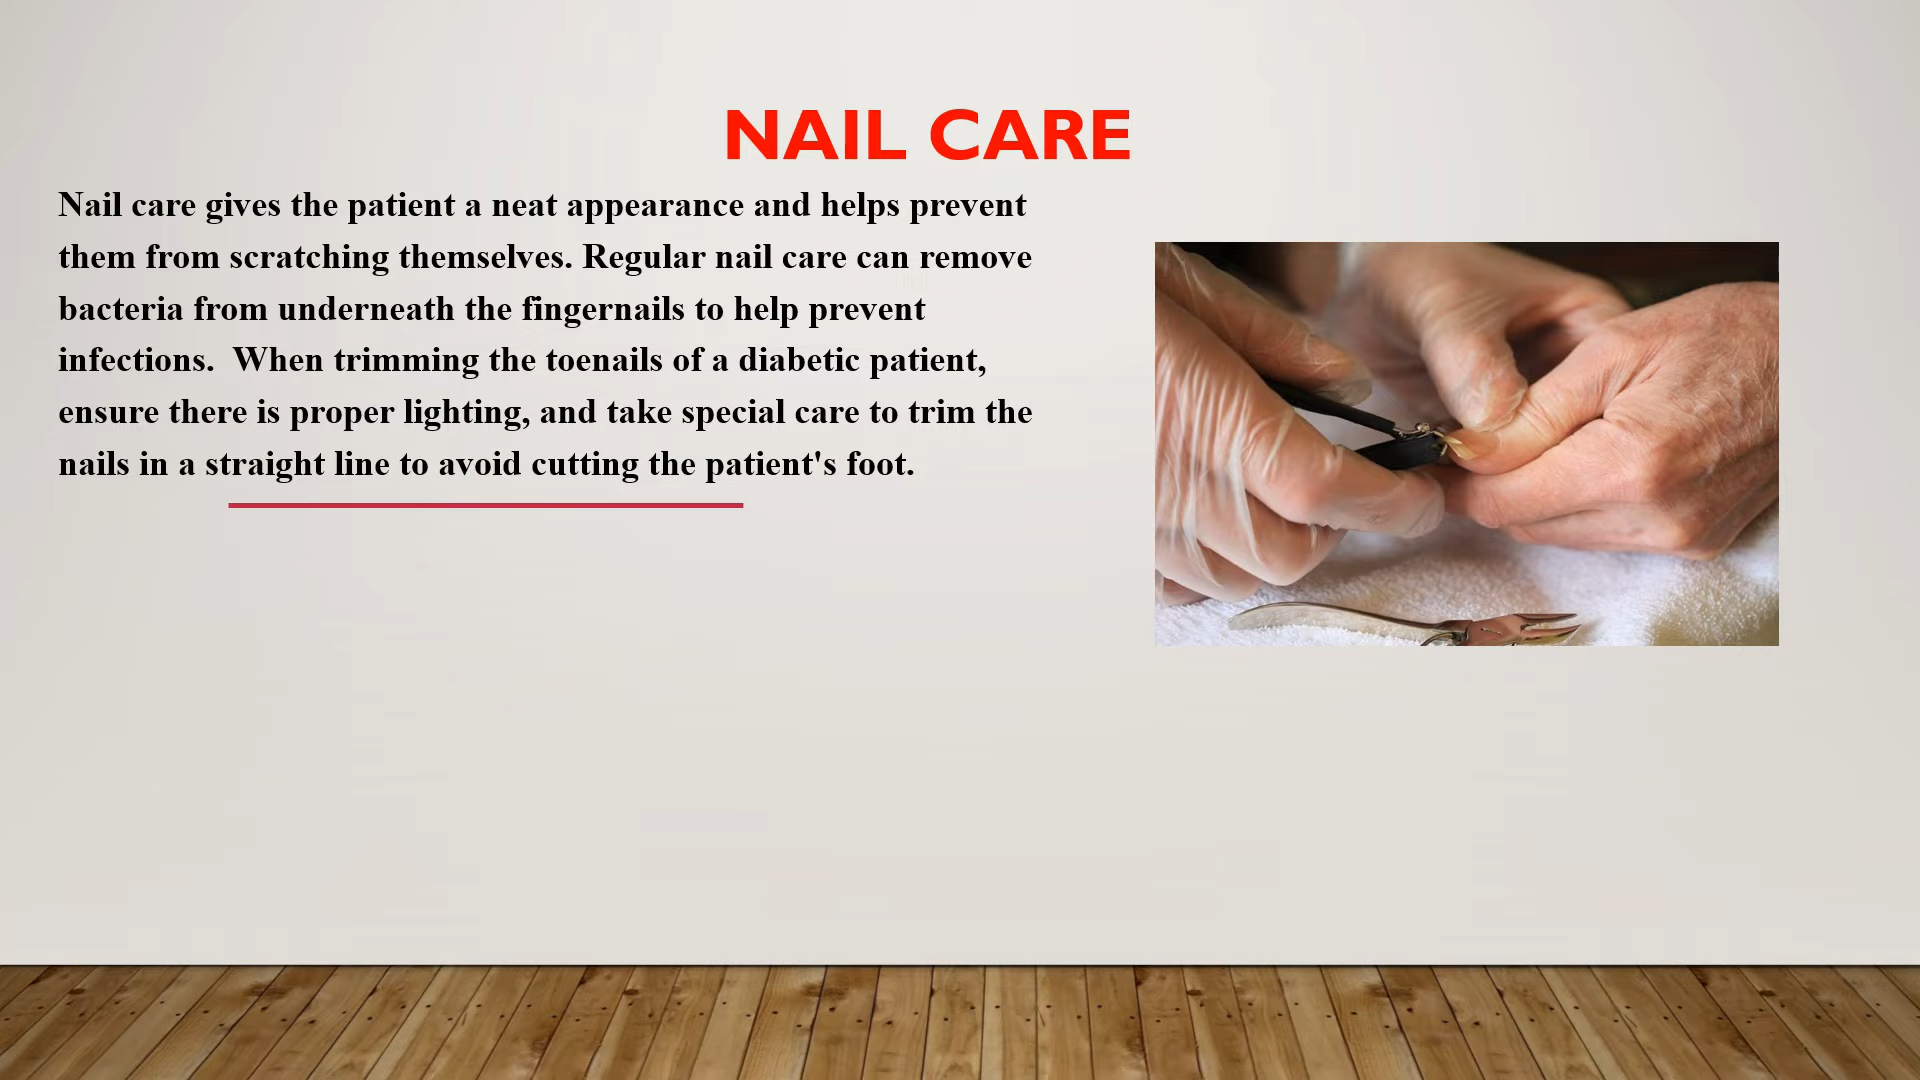 NAIL CARE
Nail care gives the patient a neat appearance and helps prevent
them from scratching themselves. Regular nail care can remove
bacteria from underneath the fingernails to help prevent
infections.  When trimming the toenails of a diabetic patient,
ensure there is proper lighting, and take special care to trim the
nails in a straight line to avoid cutting the patient's foot.